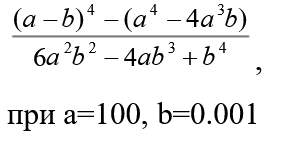 (a − b)⁴ − (a⁴ − 4a³b)
6a²b² − 4ab³ + b⁴ ,
при a=100, b=0.001